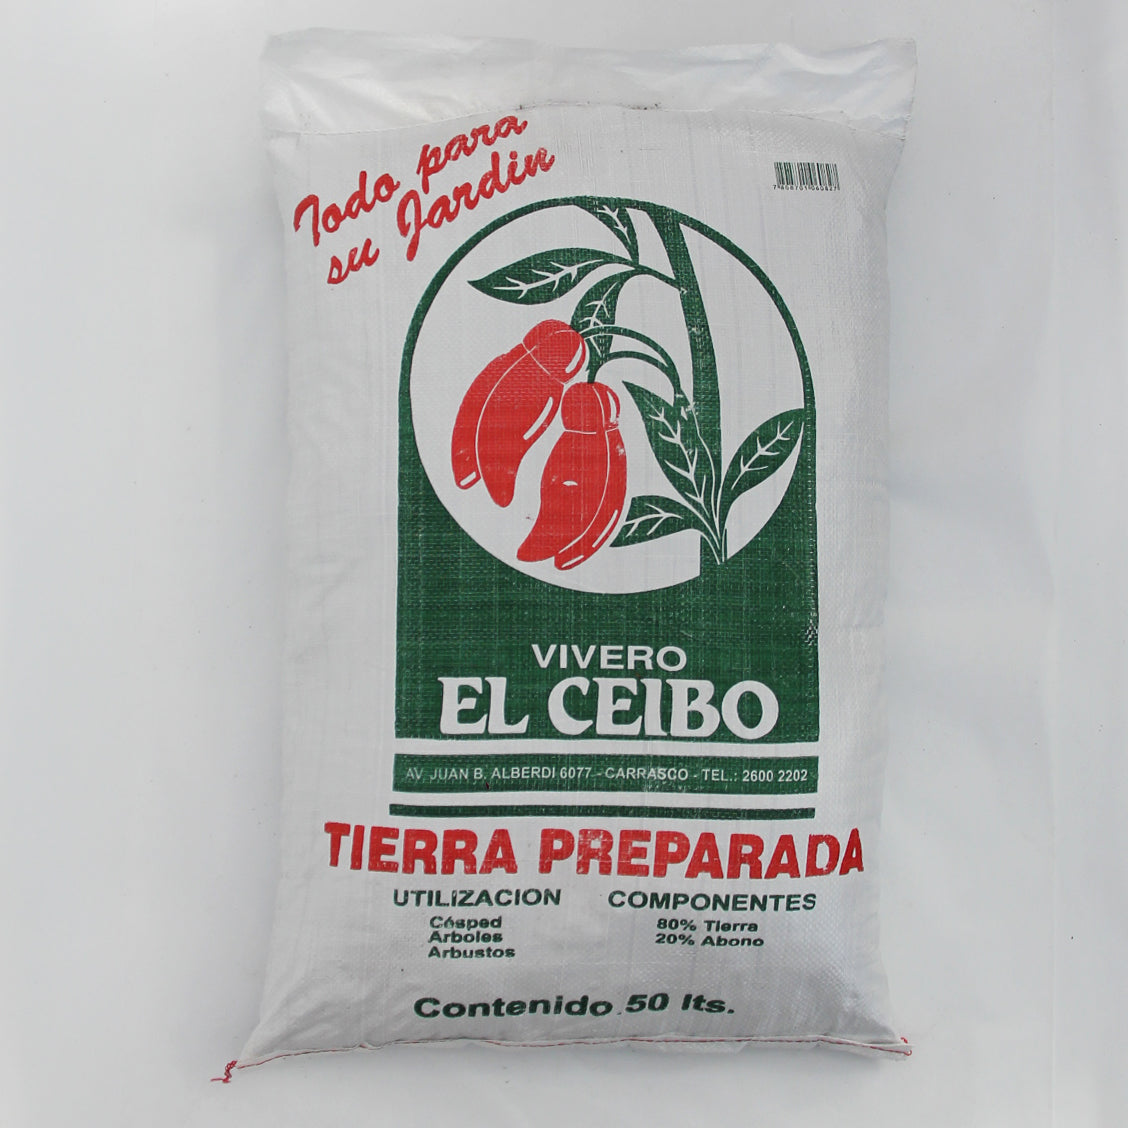 Todo para
su Jardin
VIVERO
EL CEIBO
AV. JUAN B. ALBERDI 6077 - CARRASCO - TEL.: 2600 2202
TIERRA PREPARADA
UTILIZACION
Césped
Arboles
Arbustos
COMPONENTES
80% Tierra
20% Abono
Contenido 50 lts.